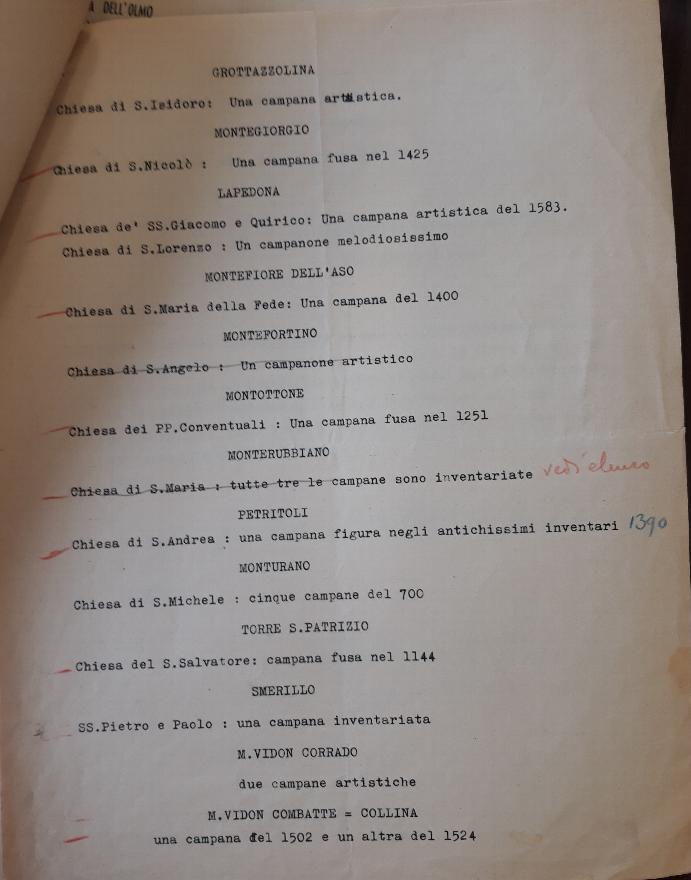 A DELL'OLMO
GROTTAZZOLINA
Chiesa di S.Isidoro: Una campana artistica.
MONTEGIORGIO
Chiesa di S.Nicolò : Una campana fusa nel 1425
LAPEDONA
Chiesa de' SS.Giacomo e Quirico: Una campana artistica del 1583.
Chiesa di S.Lorenzo : Un campanone melodiosissimo
MONTEFIORE DELL'ASO
Chiesa di S.Maria della Fede: Una campana del 1400
MONTEFORTINO
Chiesa di S.Angelo : Un campanone artistico
MONTOTTONE
Chiesa dei PP.Conventuali : Una campana fusa nel 1251
MONTERUBBIANO
Chiesa di S.Maria : tutte tre le campane sono inventariate vedi elenco
PETRITOLI
Chiesa di S.Andrea : una campana figura negli antichissimi inventari 1390
MONTURANO
Chiesa di S.Michele : cinque campane del 700
TORRE S.PATRIZIO
Chiesa del S.Salvatore: campana fusa nel 1144
SMERILLO
SS.Pietro e Paolo : una campana inventariata
M.VIDON CORRADO
due campane artistiche
M.VIDON COMBATTE = COLLINA
una campana del 1502 e un altra del 1524